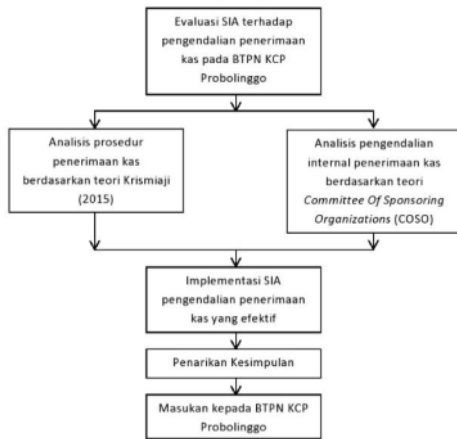 Evaluasi SIA terhadap
pengendalian penerimaan
kas pada BTPN KCP
Probolinggo
Analisis prosedur
penerimaan kas
berdasarkan teori Krismiaji
(2015)
Analisis pengendalian
internal penerimaan kas
berdasarkan teori
Committee Of Sponsoring
Organizations (COSO)
Implementasi SIA
pengendalian penerimaan
kas yang efektif
Penarikan Kesimpulan
Masukan kepada BTPN KCP
Probolinggo